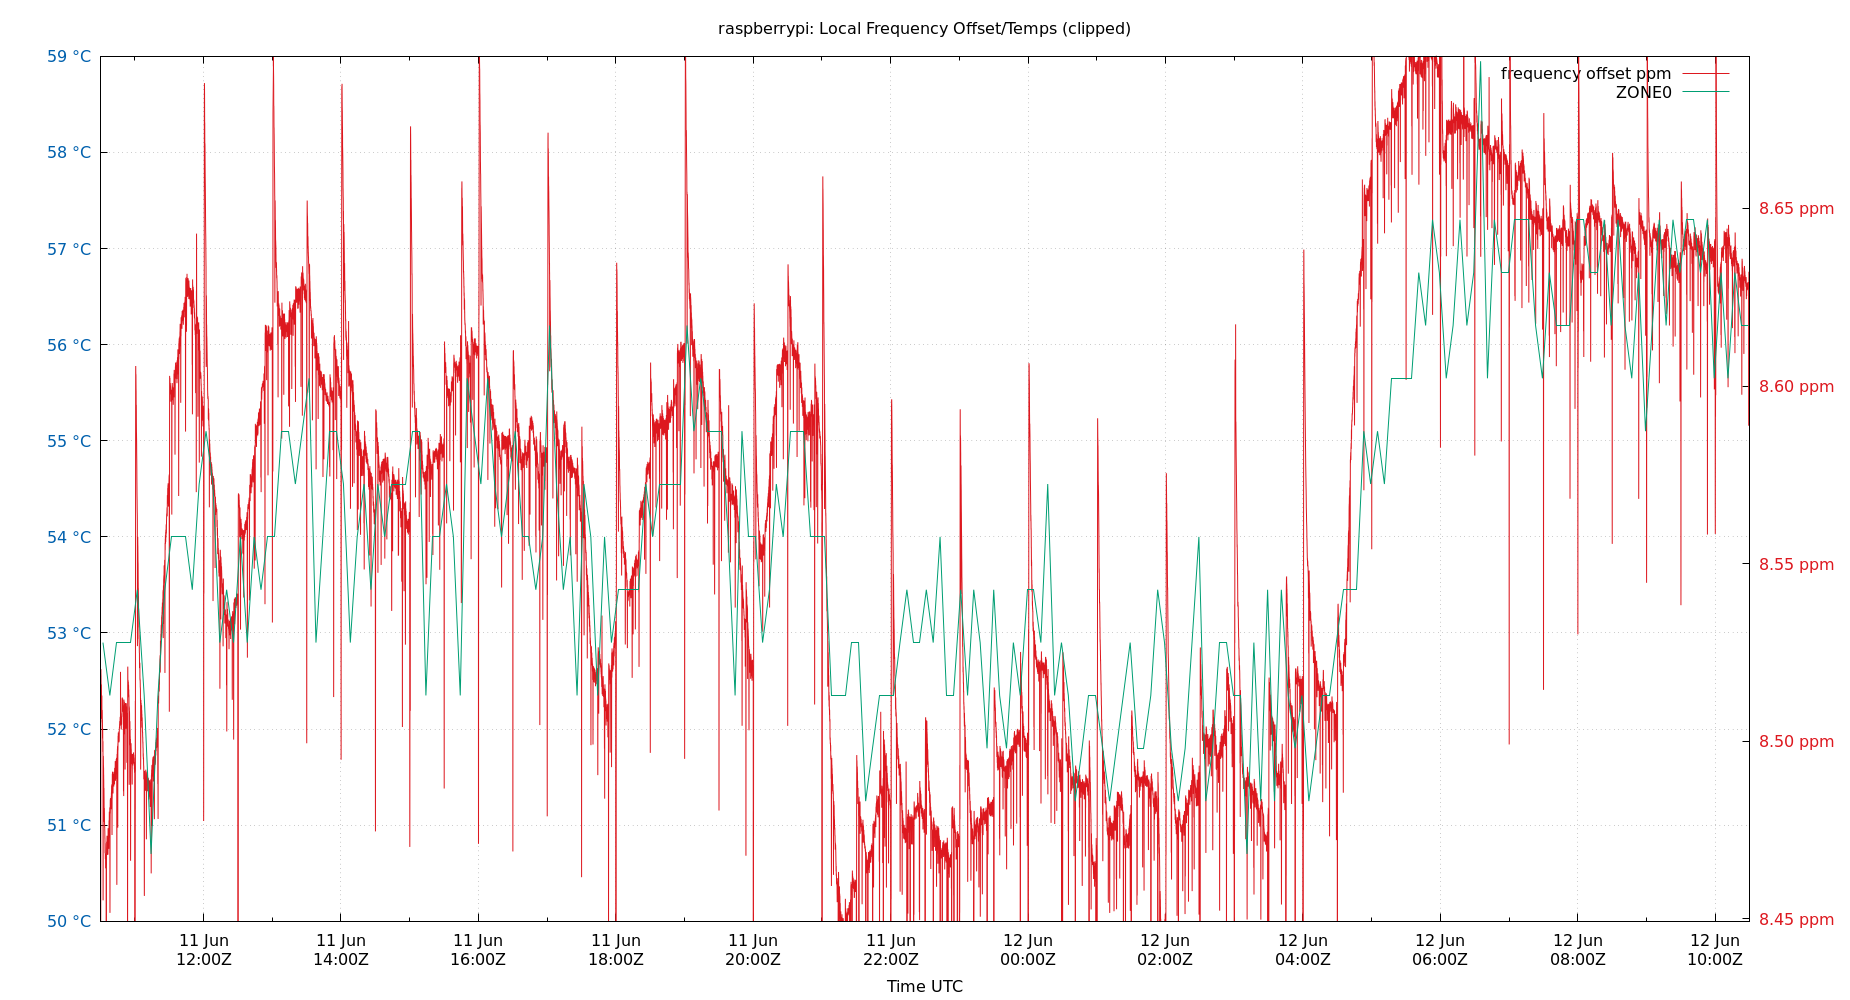 raspberrypi: Local Frequency Offset/Temps (clipped)
59 °C
58 °C
57 °C
56 °C
55 °C
54 °C
53 °C
52 °C
51 °C
50 °C
frequency offset ppm
ZONE0
8.65 ppm
8.60 ppm
8.55 ppm
8.50 ppm
8.45 ppm
11 Jun
12:00Z
11 Jun
14:00Z
11 Jun
16:00Z
11 Jun
18:00Z
11 Jun
20:00Z
11 Jun
22:00Z
12 Jun
00:00Z
12 Jun
02:00Z
12 Jun
04:00Z
12 Jun
06:00Z
12 Jun
08:00Z
12 Jun
10:00Z
Time UTC